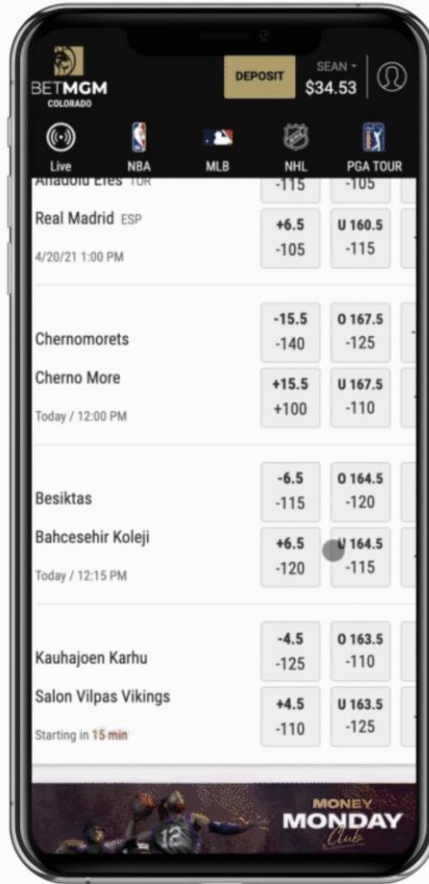 BETMGM
COLORADO
DEPOSIT
SEAN
$34.53
Live
NBA
MLB
NHL
PGA TOUR
Anadolu Efes TUR
-115
-105
Real Madrid ESP
4/20/21 1:00 PM
+6.5
-105
U 160.5
-115
Chernomorets
-15.5
-140
O 167.5
-125
Cherno More
Today / 12:00 PM
+15.5
+100
U 167.5
-110
Besiktas
-6.5
-115
O 164.5
-120
Bahcesehir Koleji
Today / 12:15 PM
+6.5
-120
U 164.5
-115
Kauhajoen Karhu
-4.5
-125
O 163.5
-110
Salon Vilpas Vikings
Starting in 15 min
+4.5
-110
U 163.5
-125
12
MONEY
MONDAY
Club